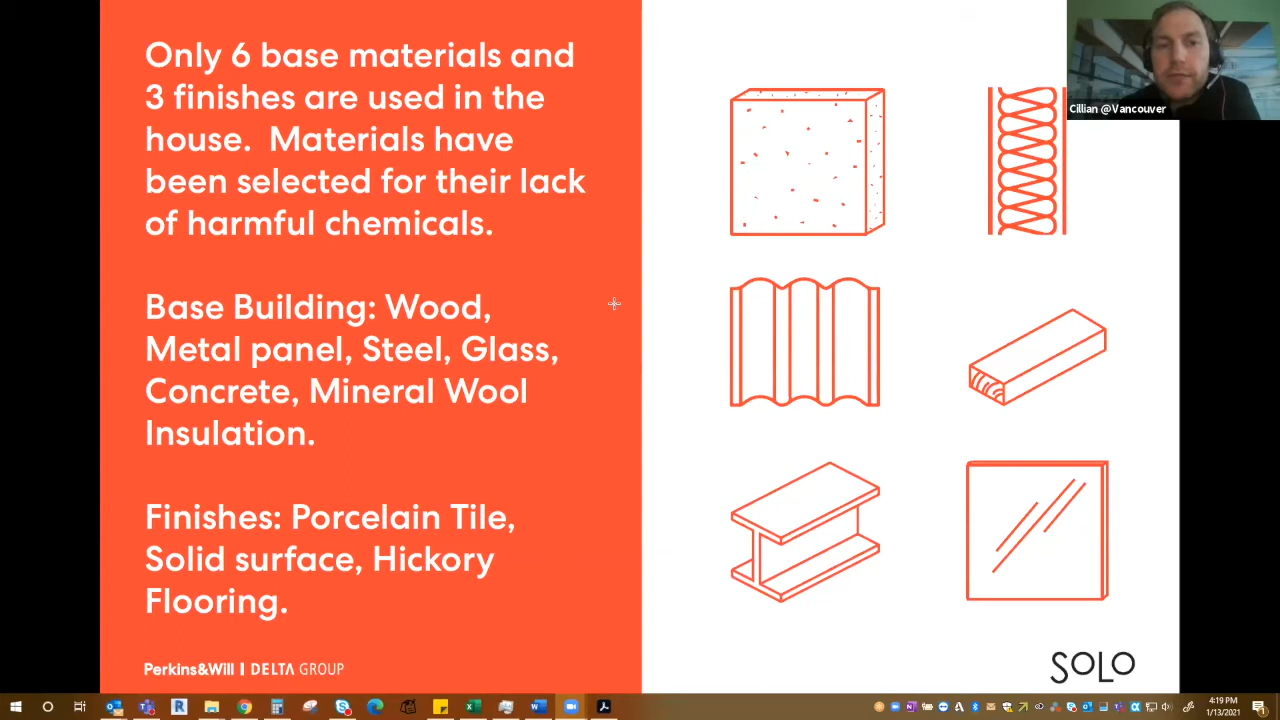 Only 6 base materials and
3 finishes are used in the
house.  Materials have
been selected for their lack
of harmful chemicals.
Base Building: Wood,
Metal panel, Steel, Glass,
Concrete, Mineral Wool
Insulation.
Finishes: Porcelain Tile,
Solid surface, Hickory
Flooring.
Perkins&Will | DELTA GROUP
SOLO
Cillian @Vancouver
4:19 PM
1/13/2021